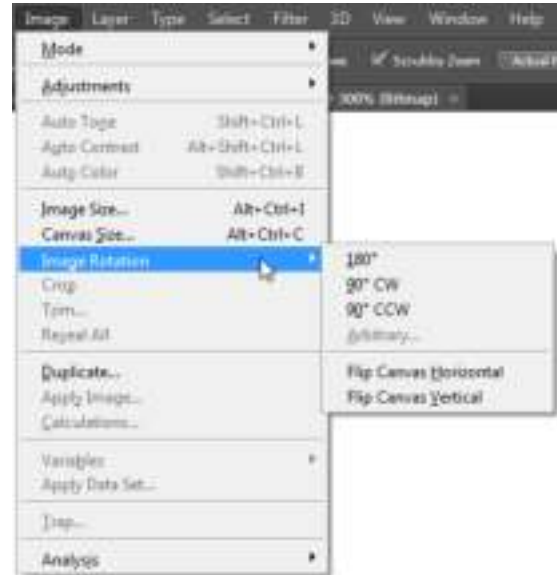 Image Layer Type Select Filter 3D View Window Help
Scrubby Zoom Actual
300% (Bitmap) ×
Mode
Adjustments
Auto Tone Shift+Ctrl+L
Auto Contrast Alt+Shift+Ctrl+L
Auto Color Shift+Ctrl+B
Image Size... Alt+Ctrl+I
Canvas Size... Alt+Ctrl+C
Image Rotation
Crop
Trim...
Reveal All
180°
90° CW
90° CCW
Arbitrary...
Flip Canvas Horizontal
Flip Canvas Vertical
Duplicate...
Apply Image...
Calculations...
Variables
Apply Data Set...
Trap...
Analysis